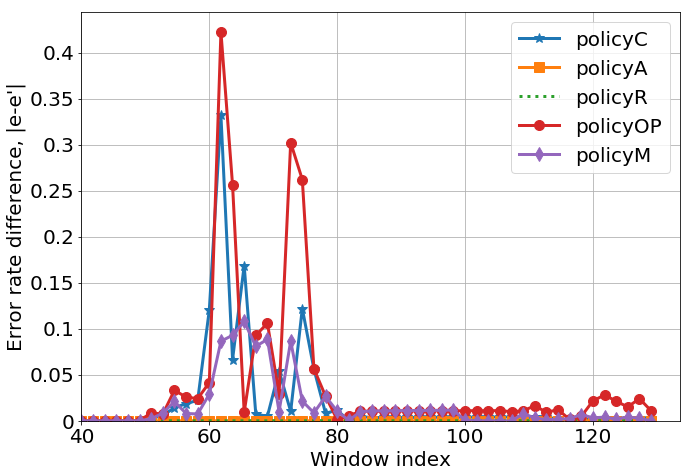 0.4
0.35
0.3
0.25
0.2
0.15
0.1
0.05
0
Error rate difference, |e-e'|
40 60 80 100 120
Window index
policyC
policyA
policyR
policyOP
policyM